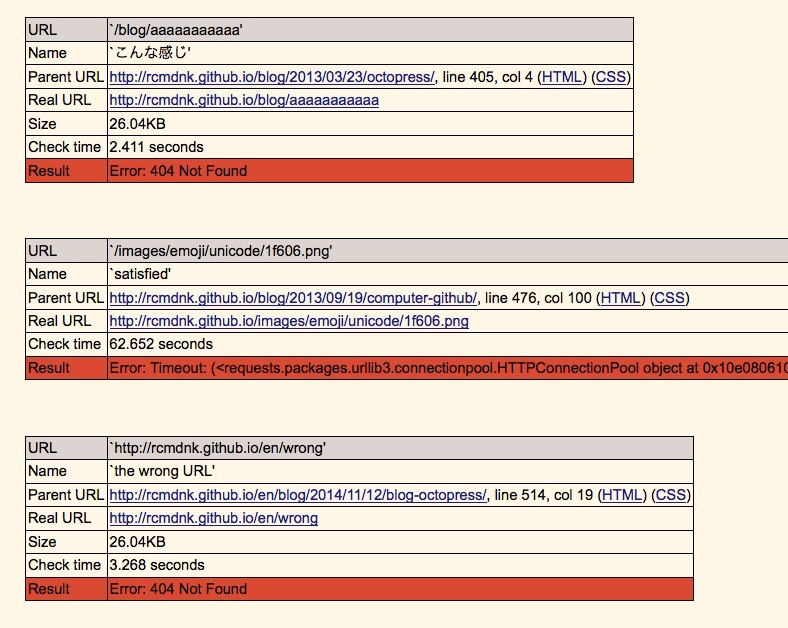 URL `/blog/aaaaaaaaaaa'
Name `こんな感じ'
Parent URL http://rcmdnk.github.io/blog/2013/03/23/octopress/, line 405, col 4 (HTML) (CSS)
Real URL http://rcmdnk.github.io/blog/aaaaaaaaaaa
Size 26.04KB
Check time 2.411 seconds
Result Error: 404 Not Found
URL `/images/emoji/unicode/1f606.png'
Name `satisfied'
Parent URL http://rcmdnk.github.io/blog/2013/09/19/computer-github/, line 476, col 100 (HTML) (CSS)
Real URL http://rcmdnk.github.io/images/emoji/unicode/1f606.png
Check time 62.652 seconds
Result Error: Timeout: (<requests.packages.urllib3.connectionpool.HTTPConnectionPool object at 0x10e080610
URL `http://rcmdnk.github.io/en/wrong'
Name `the wrong URL'
Parent URL http://rcmdnk.github.io/en/blog/2014/11/12/blog-octopress/, line 514, col 19 (HTML) (CSS)
Real URL http://rcmdnk.github.io/en/wrong
Size 26.04KB
Check time 3.268 seconds
Result Error: 404 Not Found